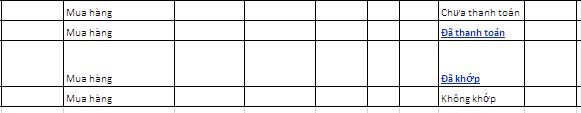 Mua hàng Chưa thanh toán
Mua hàng Đã thanh toán
Mua hàng Đã khớp
Mua hàng Không khớp